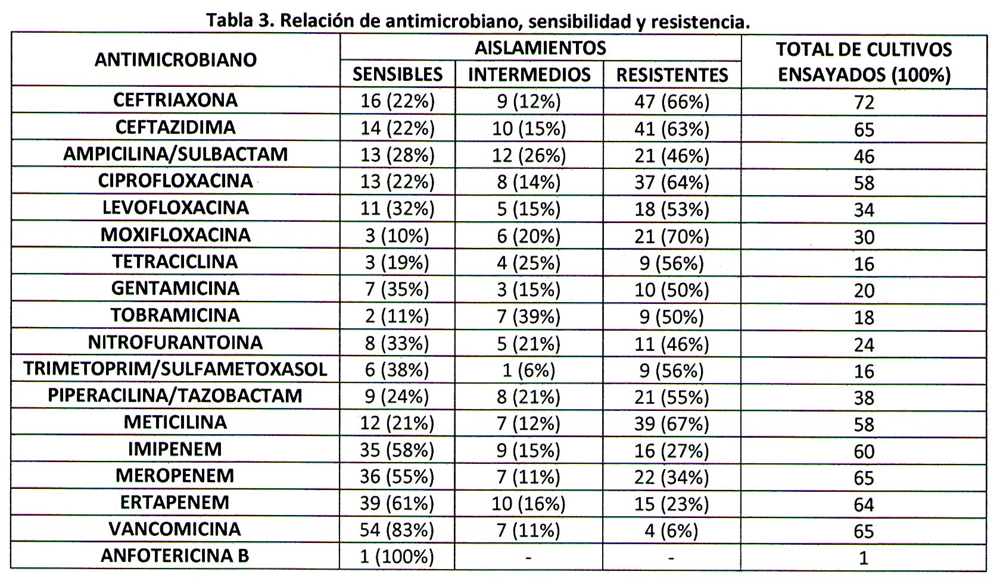 Tabla 3. Relación de antimicrobiano, sensibilidad y resistencia.
ANTIMICROBIANO AISLAMIENTOS TOTAL DE CULTIVOS ENSAYADOS (100%)
SENSIBLES INTERMEDIOS RESISTENTES
CEFTRIAXONA 16 (22%) 9 (12%) 47 (66%) 72
CEFTAZIDIMA 14 (22%) 10 (15%) 41 (63%) 65
AMPICILINA/SULBACTAM 13 (28%) 12 (26%) 21 (46%) 46
CIPROFLOXACINA 13 (22%) 8 (14%) 37 (64%) 58
LEVOFLOXACINA 11 (32%) 5 (15%) 18 (53%) 34
MOXIFLOXACINA 3 (10%) 6 (20%) 21 (70%) 30
TETRACICLINA 3 (19%) 4 (25%) 9 (56%) 16
GENTAMICINA 7 (35%) 3 (15%) 10 (50%) 20
TOBRAMICINA 2 (11%) 7 (39%) 9 (50%) 18
NITROFURANTOINA 8 (33%) 5 (21%) 11 (46%) 24
TRIMETOPRIM/SULFAMETOXASOL 6 (38%) 1 (6%) 9 (56%) 16
PIPERACILINA/TAZOBACTAM 9 (24%) 8 (21%) 21 (55%) 38
METICILINA 12 (21%) 7 (12%) 39 (67%) 58
IMIPENEM 35 (58%) 9 (15%) 16 (27%) 60
MEROPENEM 36 (55%) 7 (11%) 22 (34%) 65
ERTAPENEM 39 (61%) 10 (16%) 15 (23%) 64
VANCOMICINA 54 (83%) 7 (11%) 4 (6%) 65
ANFOTERICINA B 1 (100%) - - 1